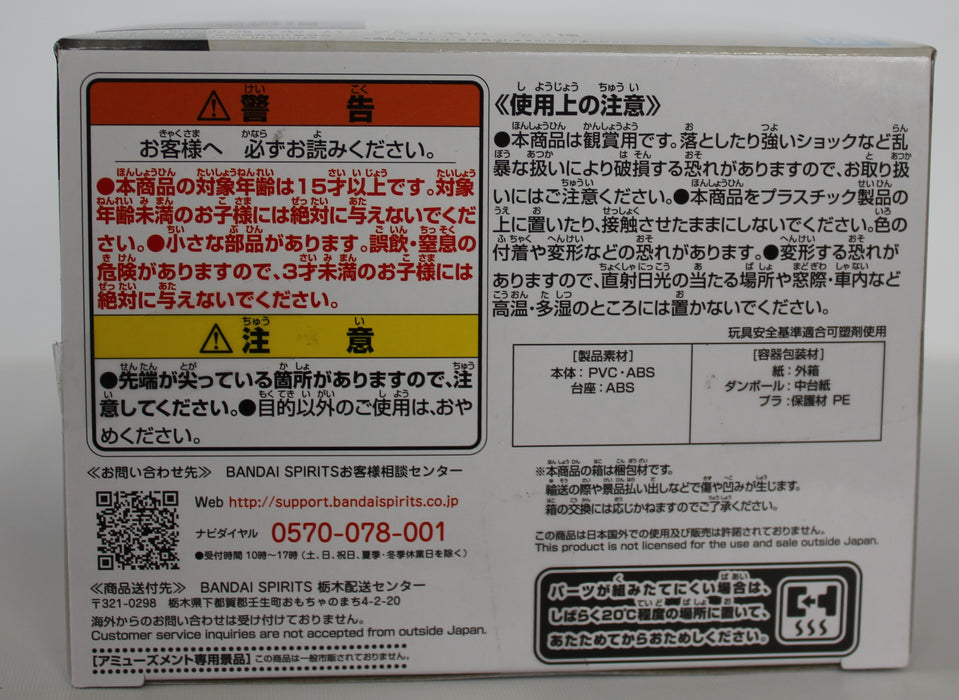 警告
お客様へ 必ずお読みください。
●本商品の対象年齢は15才以上です。対象
年齢未満のお子様には絶対に与えないでくだ
さい。●小さな部品があります。誤飲・窒息の
危険がありますので、3才未満のお子様には
絶対に与えないでください。
注意
●先端が尖っている箇所がありますので、注
意してください。●目的以外のご使用は、おや
めください。
≪お問い合わせ先≫ BANDAI SPIRITSお客様相談センター
Web http://support.bandaispirits.co.jp
ナビダイヤル 0570-078-001
●受付時間 10時〜17時(土、日、祝日、夏季・冬季休業日を除く)
≪商品送付先≫ BANDAI SPIRITS 栃木配送センター
〒321-0298 栃木県下都賀郡壬生町おもちゃのまち4-2-20
海外からのお問い合わせは受け付けておりません。
Customer service inquiries are not accepted from outside Japan.
[アミューズメント専用景品] この商品は一般市販されておりません。
≪使用上の注意≫
●本商品は観賞用です。落としたり強いショックなど乱
暴な扱いにより破損する恐れがありますので、お取り扱
いにはご注意ください。●本商品をプラスチック製品の
上に置いたり、接触させたままにしないでください。色の
付着や変形などの恐れがあります。●変形する恐れが
ありますので、直射日光の当たる場所や窓際・車内など
高温・多湿のところには置かないでください。
玩具安全基準適合可塑剤使用
[製品素材]
本体：PVC・ABS
台座：ABS
[容器包装材]
紙：外箱
ダンボール：中台紙
プラ：保護材 PE
※本商品の箱は梱包材です。
輸送の際や景品払い出しなどで傷や凹みが生じます。
箱の交換には応じかねますのでご了承ください。
この商品は日本国外での使用及び販売は許諾されておりません。
This product is not licensed for the use and sale outside Japan.
パーツが組みたてにくい場合は、
しばらく20℃程度の場所に置いて、
あたためてからおためしください。